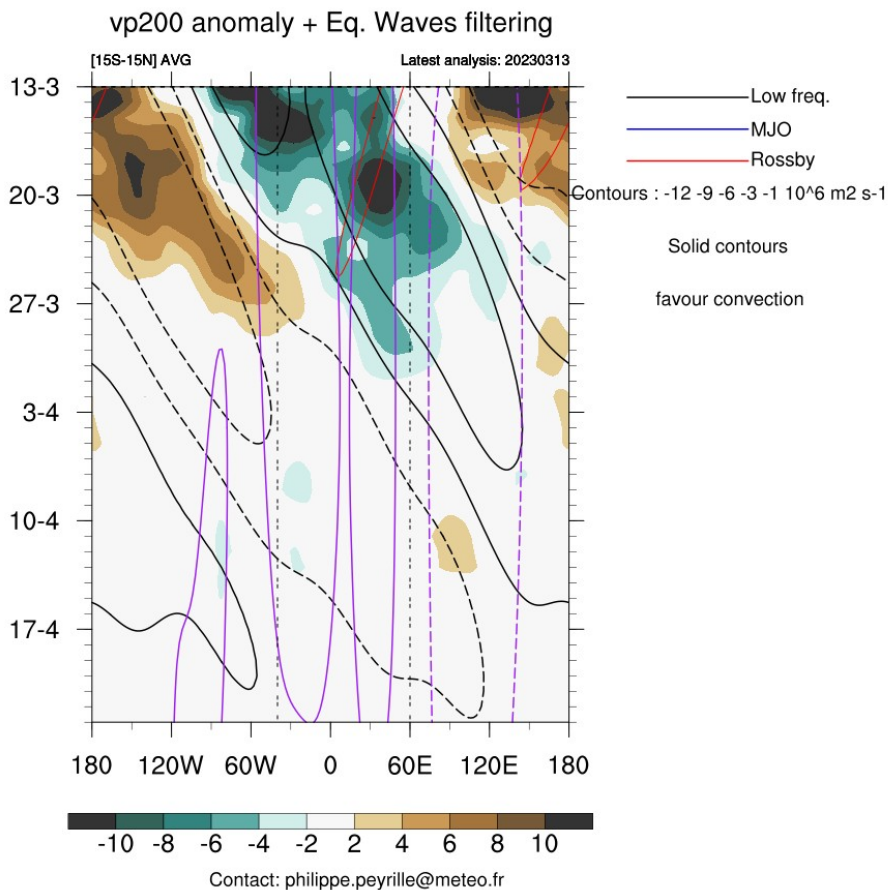 vp200 anomaly + Eq. Waves filtering
[15S-15N] AVG
Latest analysis: 20230313
13-3
20-3
27-3
3-4
10-4
17-4
180 120W 60W 0 60E 120E 180
-10 -8 -6 -4 -2 2 4 6 8 10
Contact: philippe.peyrille@meteo.fr
Low freq.
MJO
Rossby
Contours : -12 -9 -6 -3 -1 10^6 m2 s-1
Solid contours
favour convection